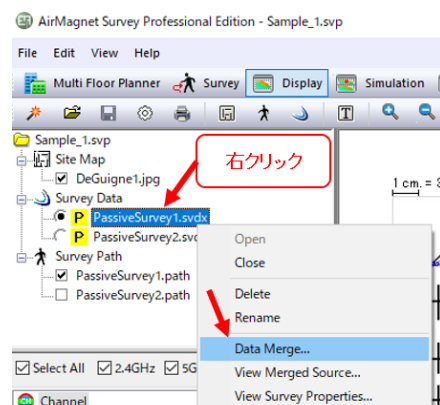 AirMagnet Survey Professional Edition - Sample_1.svp
File Edit View Help
Multi Floor Planner Survey Display Simulation
Sample_1.svp
Site Map
DeGuigne1.jpg
右クリック
1 cm. =
Survey Data
P PassiveSurvey1.svdx
P PassiveSurvey2.svd
Survey Path
PassiveSurvey1.path
PassiveSurvey2.path
Open
Close
Delete
Rename
Data Merge...
View Merged Source...
View Survey Properties...
Select All 2.4GHz 5G
Channel